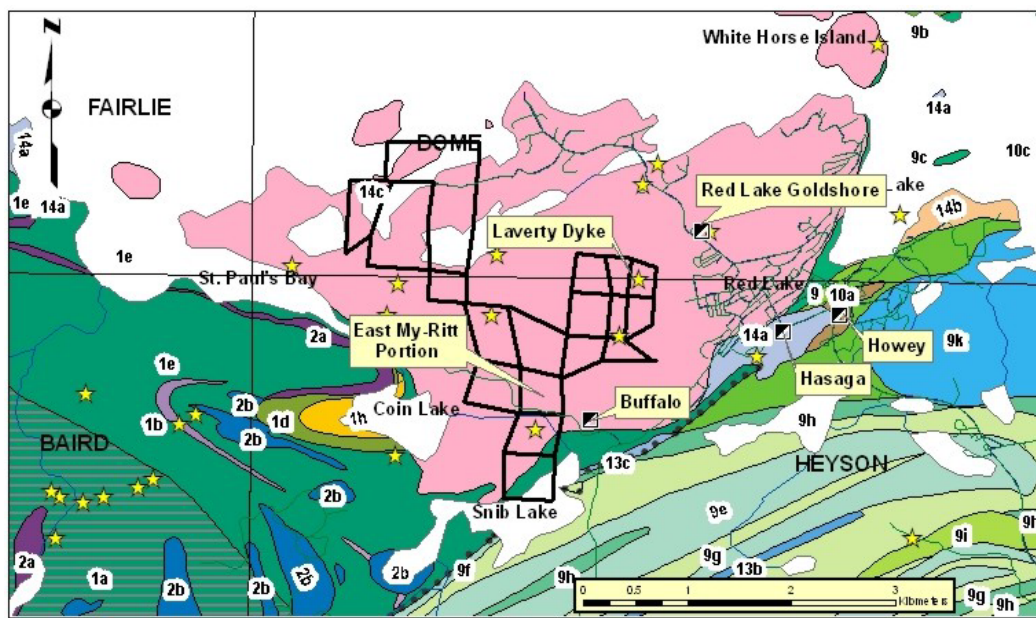 White Horse Island
9b
N
FAIRLIE
14a
14a
10c
DOME
9c
1e
14a
14c
Red Lake Goldshore
ake
14b
1e
Laverty Dyke
St. Paul's Bay
Red Lake
9
10a
2a
East My-Ritt
Portion
14a
9k
Howey
1e
Hasaga
2b
1d
1h
Coin Lake
Buffalo
1b
2b
9h
BAIRD
13c
HEYSON
2b
Snib Lake
9e
9h
9i
2a
9g
1a
2b
2b
2b
2b
9f
9h
13b
9g
9h
0 0.5 1 2 3
Kilometers